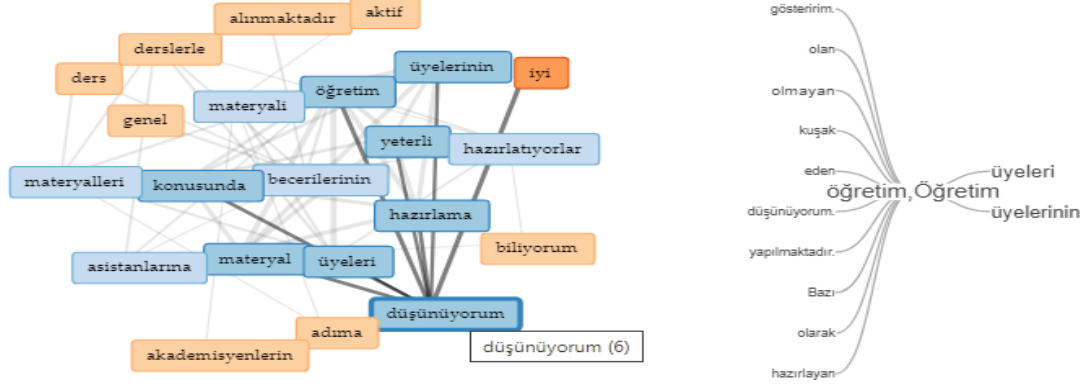 alınmaktadır
aktif
derslerle
üyelerinin
iyi
ders
öğretim
materyali
genel
yeterli
hazırlatıyorlar
materyalleri
konusunda
becerilerinin
hazırlama
biliyorum
asistanlarına
materyal
üyeleri
düşünüyorum
adıma
düşünüyorum (6)
akademisyenlerin
gösteririm.
olan
olmayan
kuşak
eden
düşünüyorum.
yapılmaktadır.
Bazı
olarak
hazırlayan
öğretim,Öğretim
üyeleri
üyelerinin